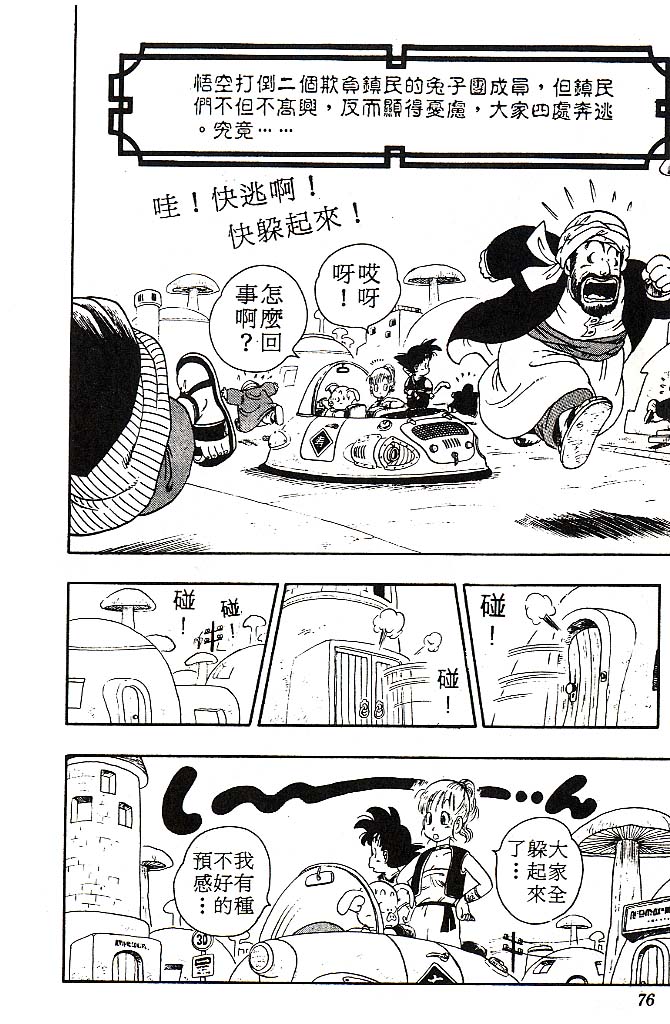 悟空打倒二個欺負鎮民的兔子團成員，但鎮民
們不但不高興，反而顯得憂慮，大家四處奔逃
。究竟……
哇！快逃啊！
快躲起來！
哎呀
呀！
怎麼回
事啊？
碰！
碰！
碰！
碰！
大家全
躲起來
了…
我有種
不好的
預感…
30
76